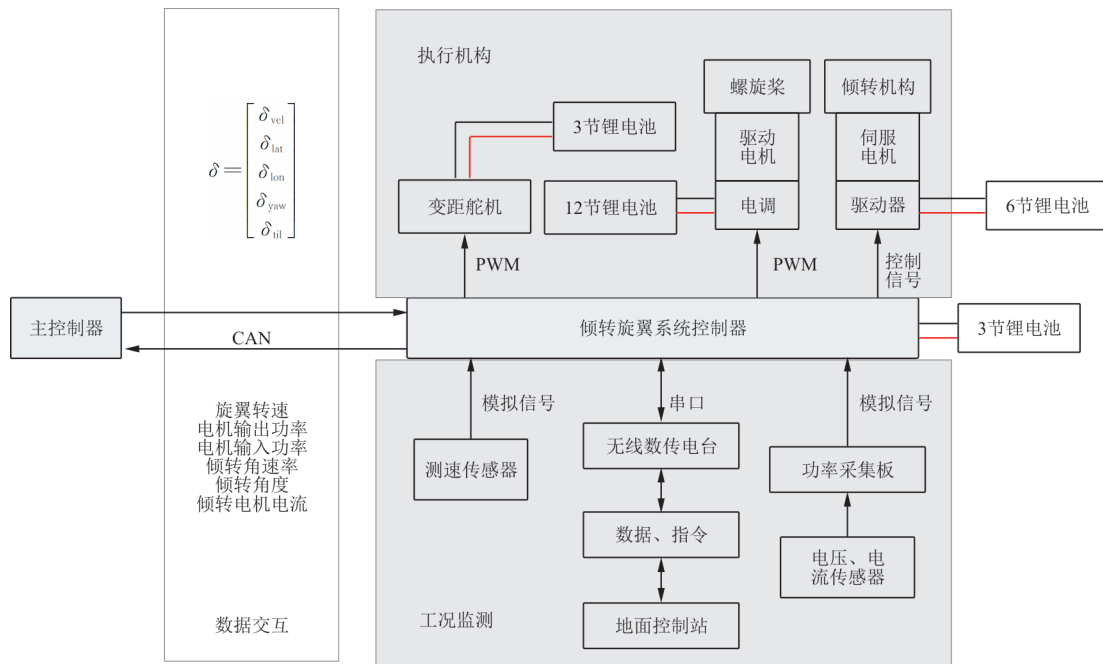 执行机构
螺旋桨
倾转机构
3节锂电池
驱动
电机
伺服
电机
δ=
δvel
δlat
δlon
δyaw
δtil
变距舵机
12节锂电池
电调
驱动器
6节锂电池
PWM
PWM
控制
信号
主控制器
CAN
倾转旋翼系统控制器
3节锂电池
旋翼转速
电机输出功率
电机输入功率
倾转角速率
倾转角度
倾转电机电流
数据交互
模拟信号
串口
模拟信号
测速传感器
无线数传电台
功率采集板
数据、指令
电压、电
流传感器
工况监测
地面控制站